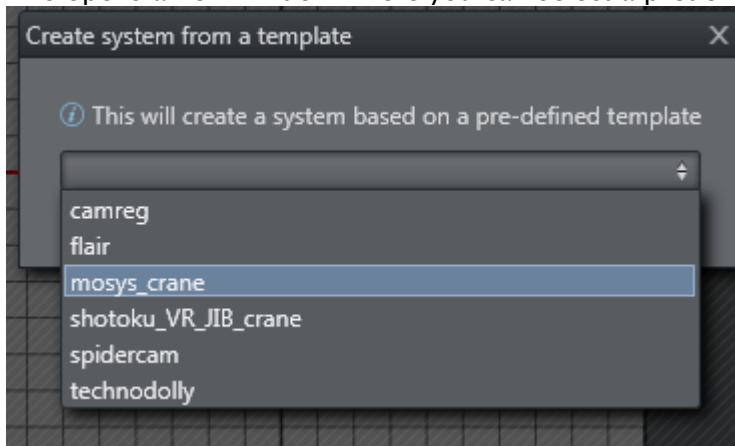 Create system from a template
This will create a system based on a pre-defined template
camreg
flair
mosys_crane
shotoku_VR_JIB_crane
spidercam
technodolly